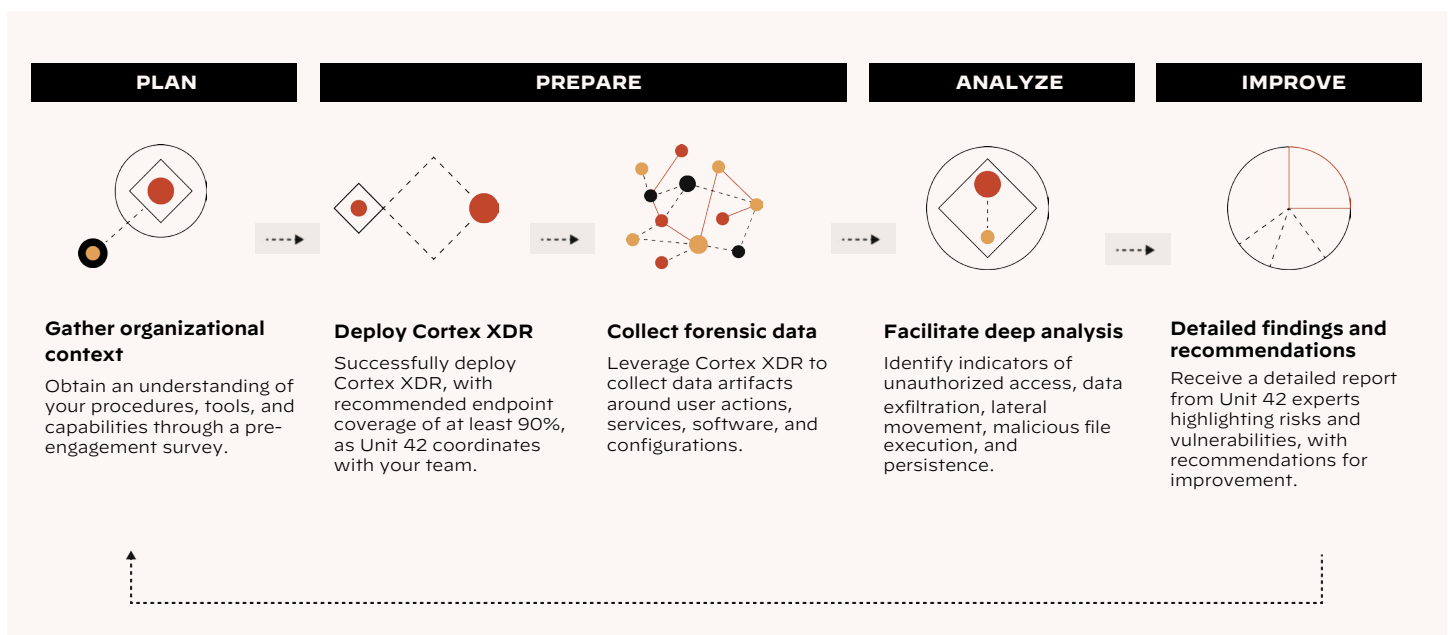 PLAN
PREPARE
ANALYZE
IMPROVE
Gather organizational
context
Obtain an understanding of
your procedures, tools, and
capabilities through a pre-
engagement survey.
Deploy Cortex XDR
Successfully deploy
Cortex XDR, with
recommended endpoint
coverage of at least 90%,
as Unit 42 coordinates
with your team.
Collect forensic data
Leverage Cortex XDR to
collect data artifacts
around user actions,
services, software, and
configurations.
Facilitate deep analysis
Identify indicators of
unauthorized access, data
exfiltration, lateral
movement, malicious file
execution, and
persistence.
Detailed findings and
recommendations
Receive a detailed report
from Unit 42 experts
highlighting risks and
vulnerabilities, with
recommendations for
improvement.